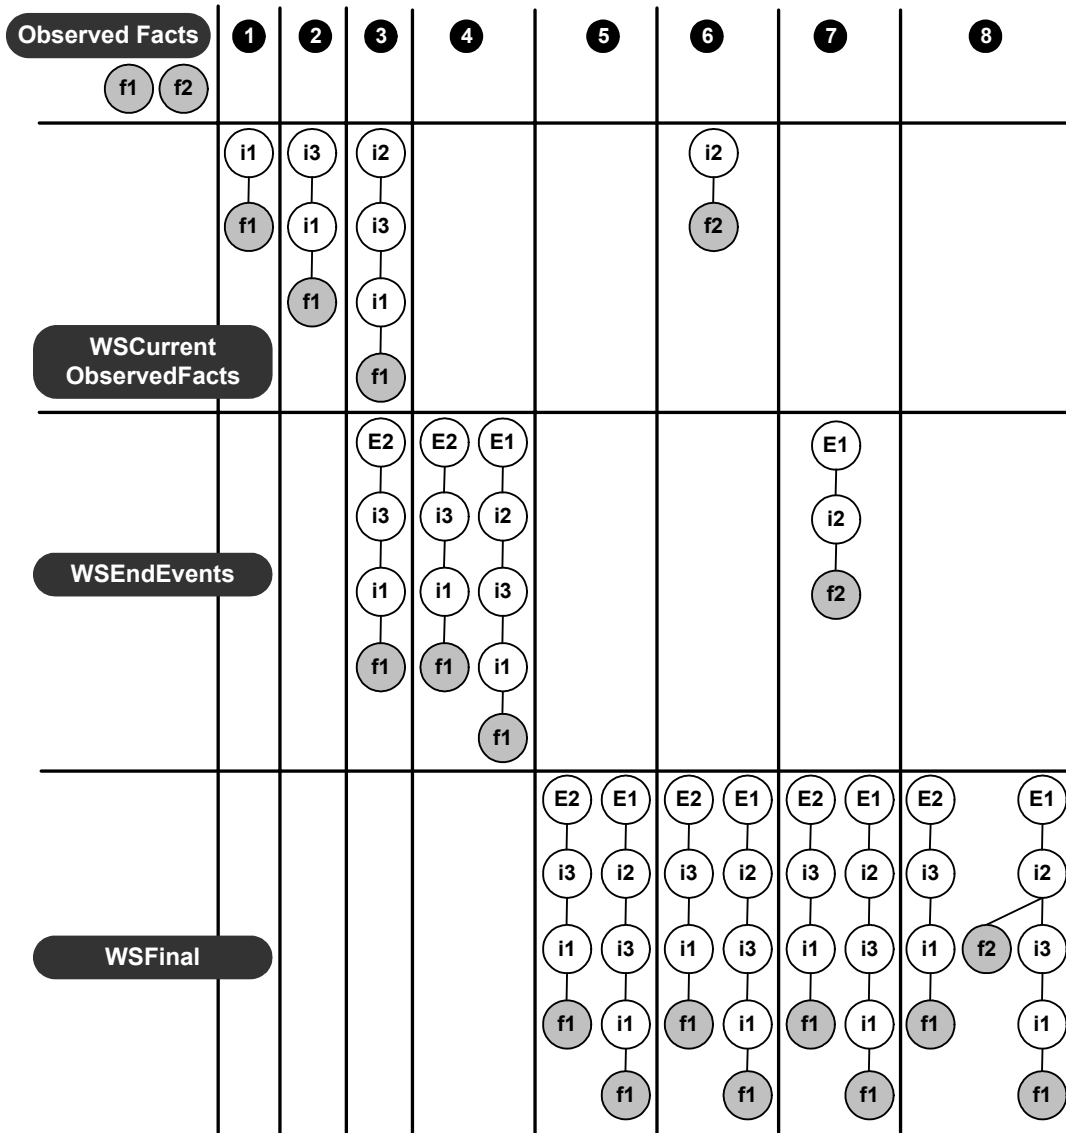 Observed Facts 1 2 3 4 5 6 7 8
f1 f2
i1 i3 i2 i2
f1 i1 i3 f2
f1 i1
WSCurrent
ObservedFacts
f1
E2 E2 E1 E1
i3 i3 i2 i2
WSEndEvents
i1 i1 i3 f2
f1 f1 i1
f1
E2 E1 E2 E1 E2 E1 E2 E1
i3 i2 i3 i2 i3 i2 i3 i2
WSFinal
i1 i3 i1 i3 i1 i3 i1 f2 i3
f1 i1 f1 i1 f1 i1 f1 i1
f1 f1 f1 f1